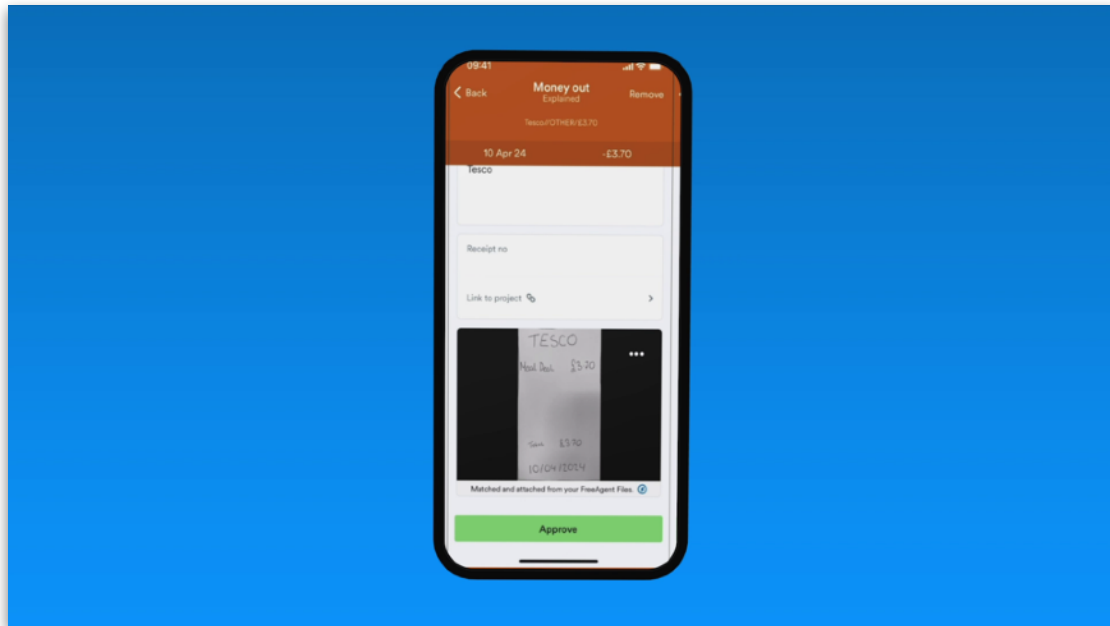 09:41
Back
Money out
Remove
Explained
Tesco//OTHER/£3.70
10 Apr 24 -£3.70
Tesco
Receipt no
Link to project
TESCO
Meal Deal £3.70
Total £3.70
10/04/2024
Matched and attached from your FreeAgent Files.
Approve